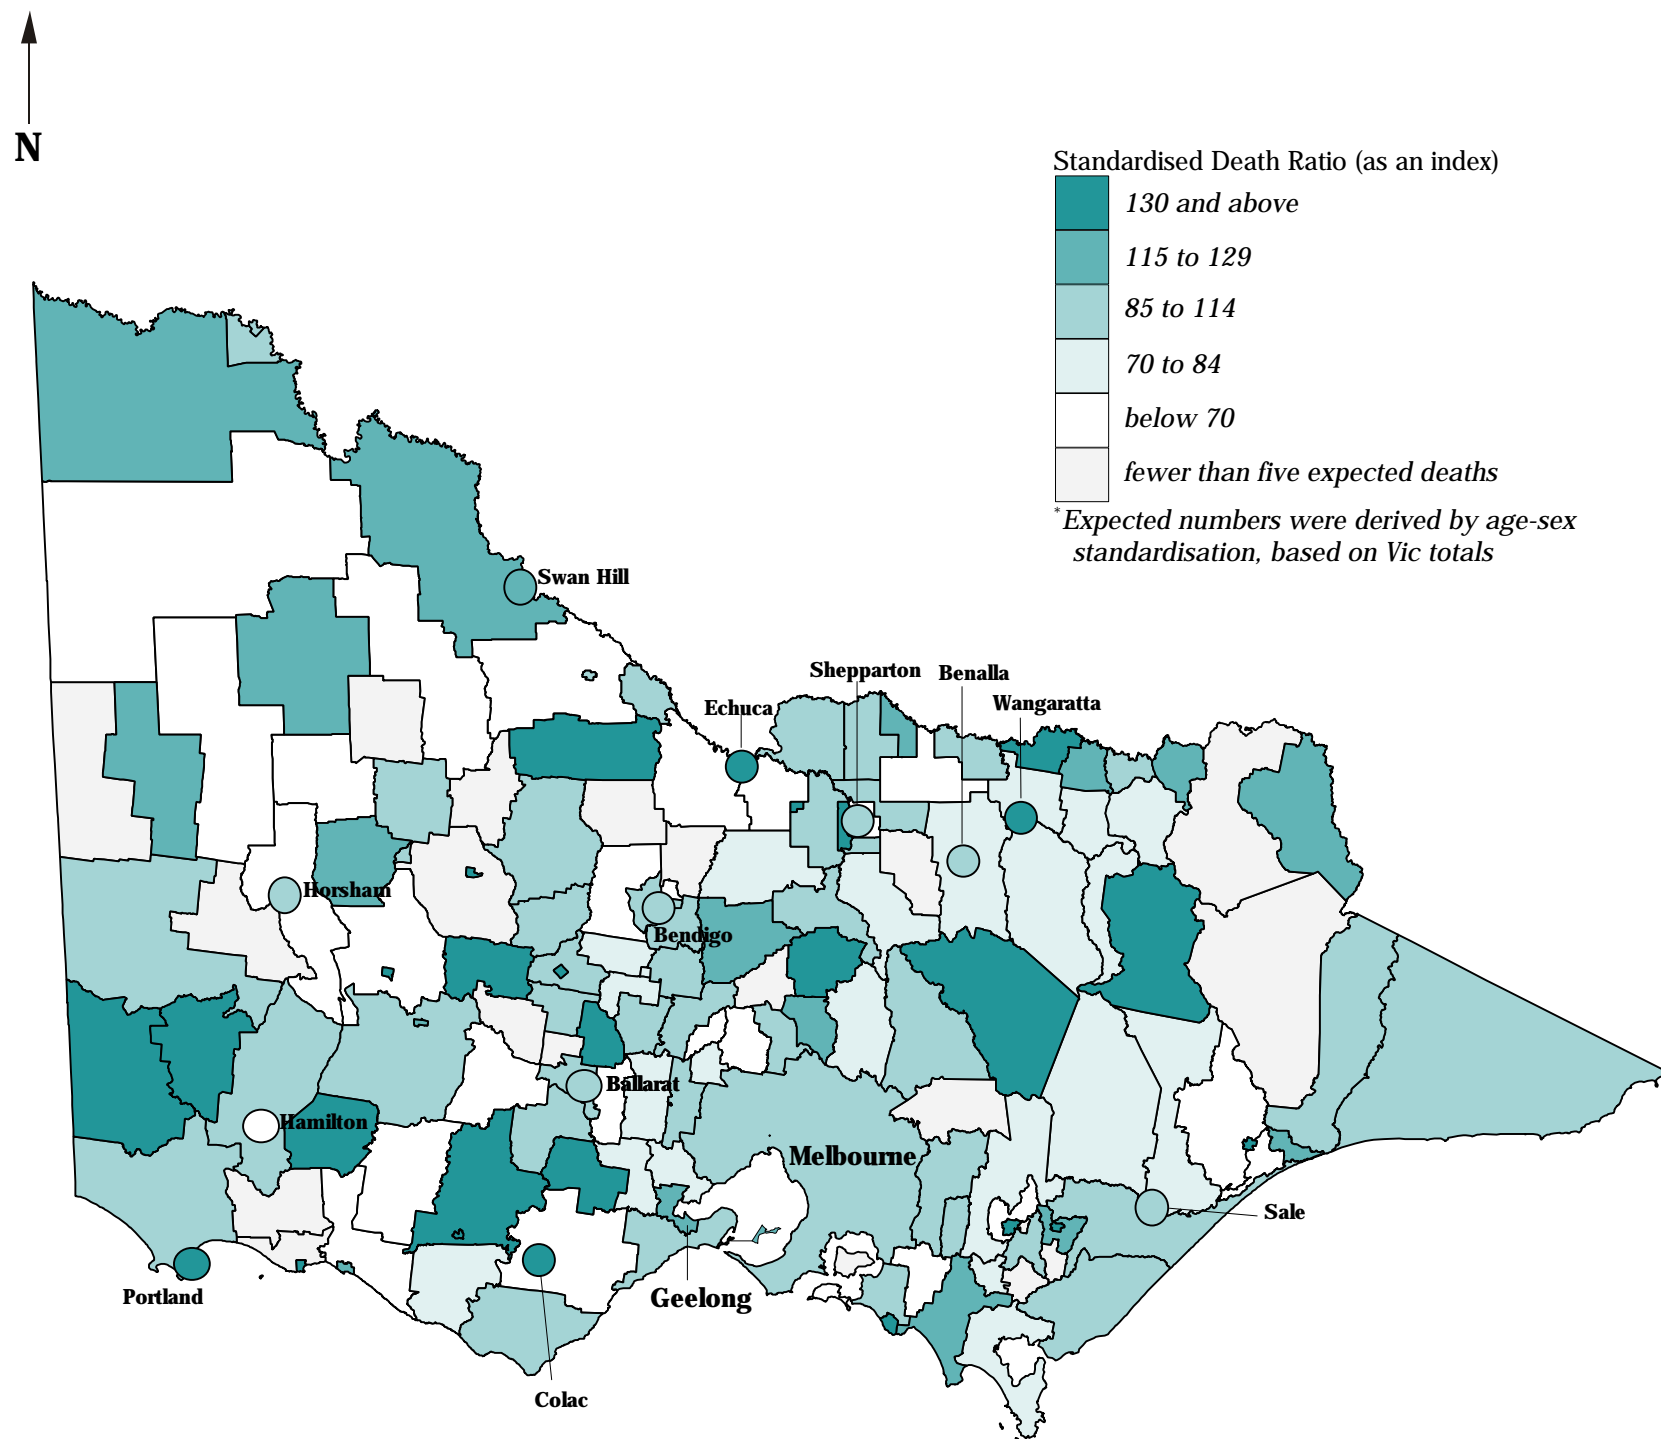 N
Standardised Death Ratio (as an index)
130 and above
115 to 129
85 to 114
70 to 84
below 70
fewer than five expected deaths
*Expected numbers were derived by age-sex
standardisation, based on Vic totals
Swan Hill
Shepparton
Benalla
Echuca
Wangaratta
Horsham
Bendigo
Ballarat
Hamilton
Melbourne
Sale
Portland
Geelong
Colac